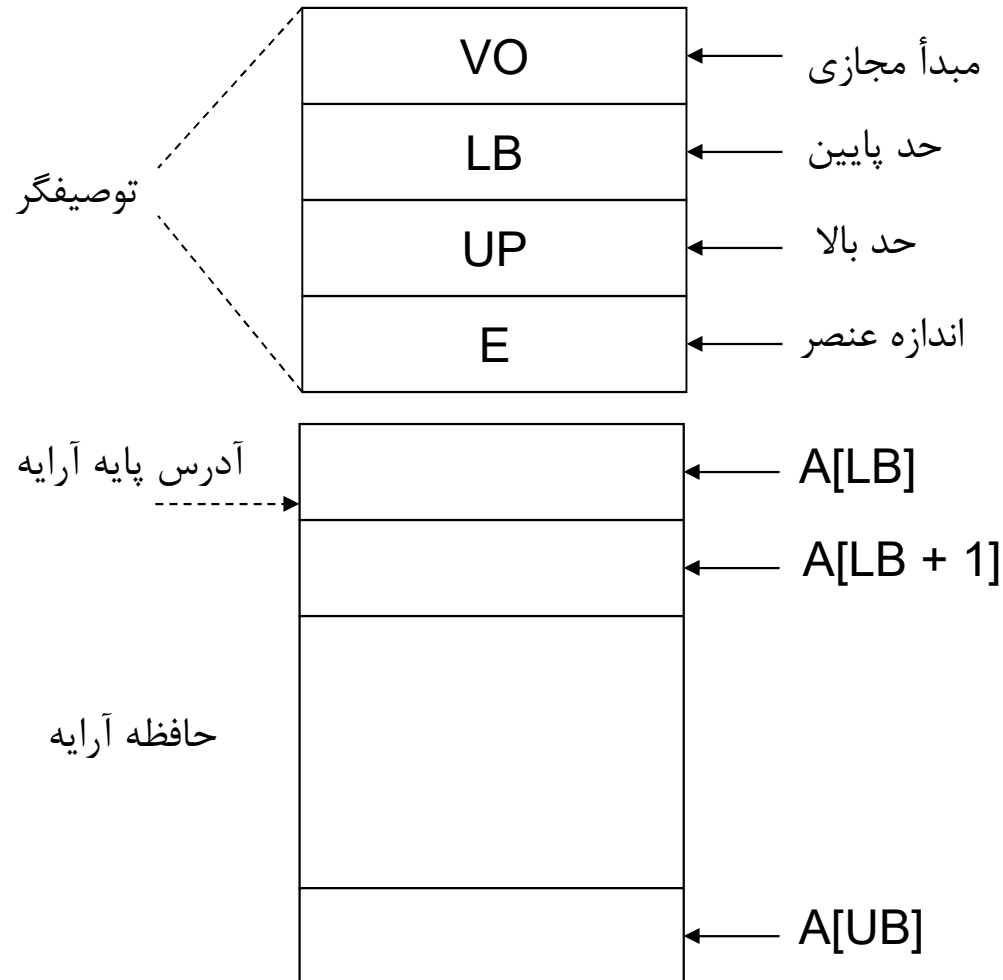 VO
مبدأ مجازی
LB
حد پایین
توصیفگر
UP
حد بالا
E
اندازه عنصر
آدرس پایه آرایه
A[LB]
A[LB + 1]
حافظه آرایه
A[UB]